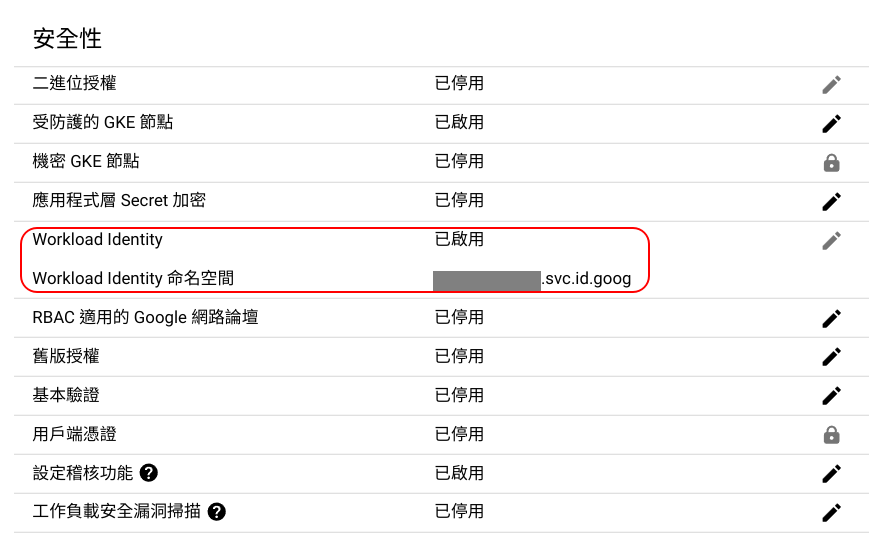 安全性
二進位授權 已停用
受防護的 GKE 節點 已啟用
機密 GKE 節點 已停用
應用程式層 Secret 加密 已停用
Workload Identity 已啟用
Workload Identity 命名空間 .svc.id.goog
RBAC 適用的 Google 網路論壇 已停用
舊版授權 已停用
基本驗證 已停用
用戶端憑證 已停用
設定稽核功能 已啟用
工作負載安全漏洞掃描 已停用